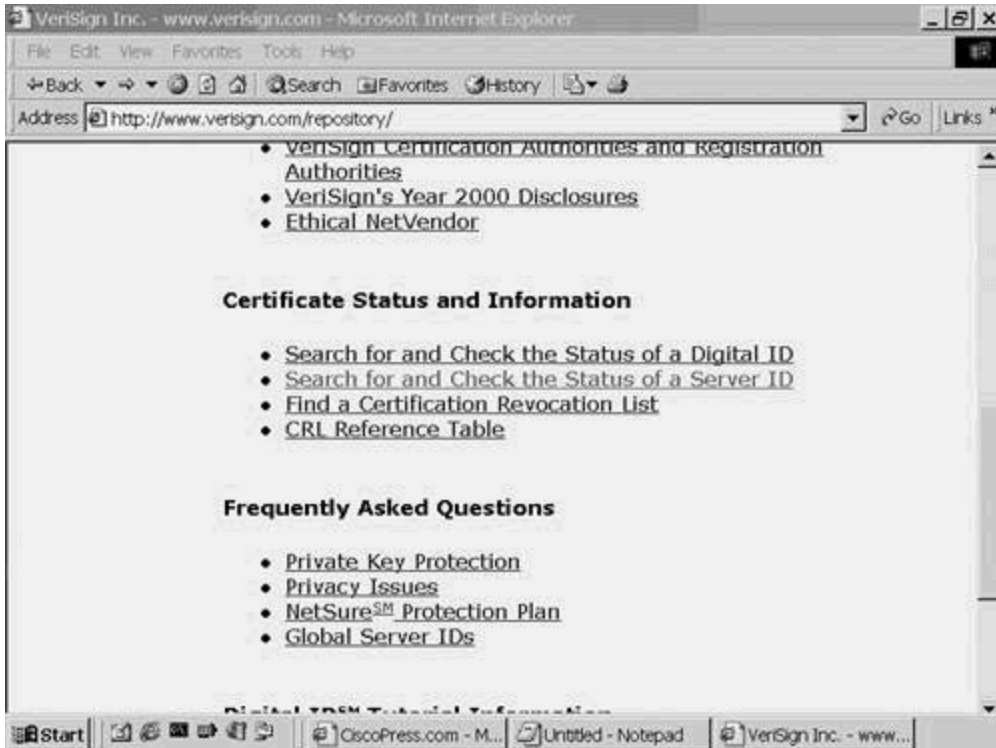 VeriSign Inc. - www.verisign.com - Microsoft Internet Explorer
File Edit View Favorites Tools Help
Back Search Favorites History
Address http://www.verisign.com/repository/ Go Links
VeriSign Certification Authorities and Registration
Authorities
VeriSign's Year 2000 Disclosures
Ethical NetVendor
Certificate Status and Information
Search for and Check the Status of a Digital ID
Search for and Check the Status of a Server ID
Find a Certification Revocation List
CRL Reference Table
Frequently Asked Questions
Private Key Protection
Privacy Issues
NetSure℠ Protection Plan
Global Server IDs
Digital ID℠ Tutorial Information
Start CiscoPress.com - M... Untitled - Notepad VeriSign Inc. - www...